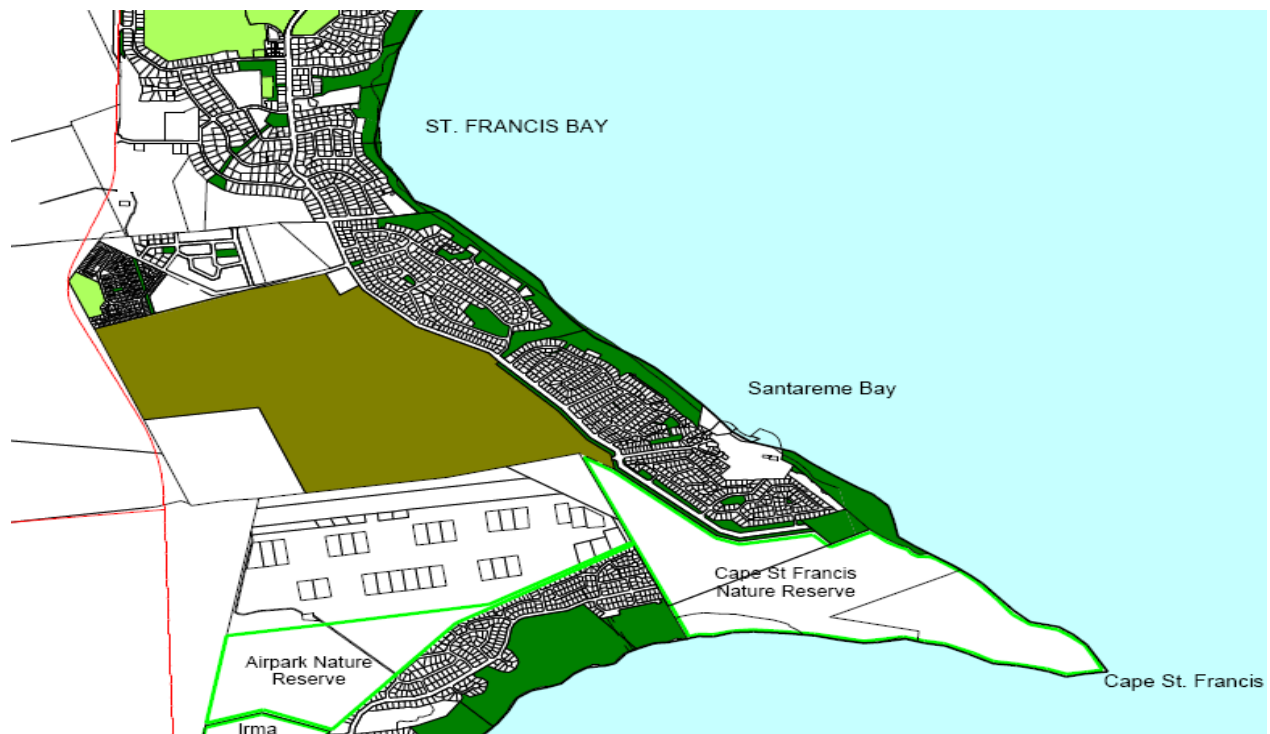 ST. FRANCIS BAY
Santareme Bay
Cape St Francis
Nature Reserve
Airpark Nature
Reserve
Cape St. Francis
Irma